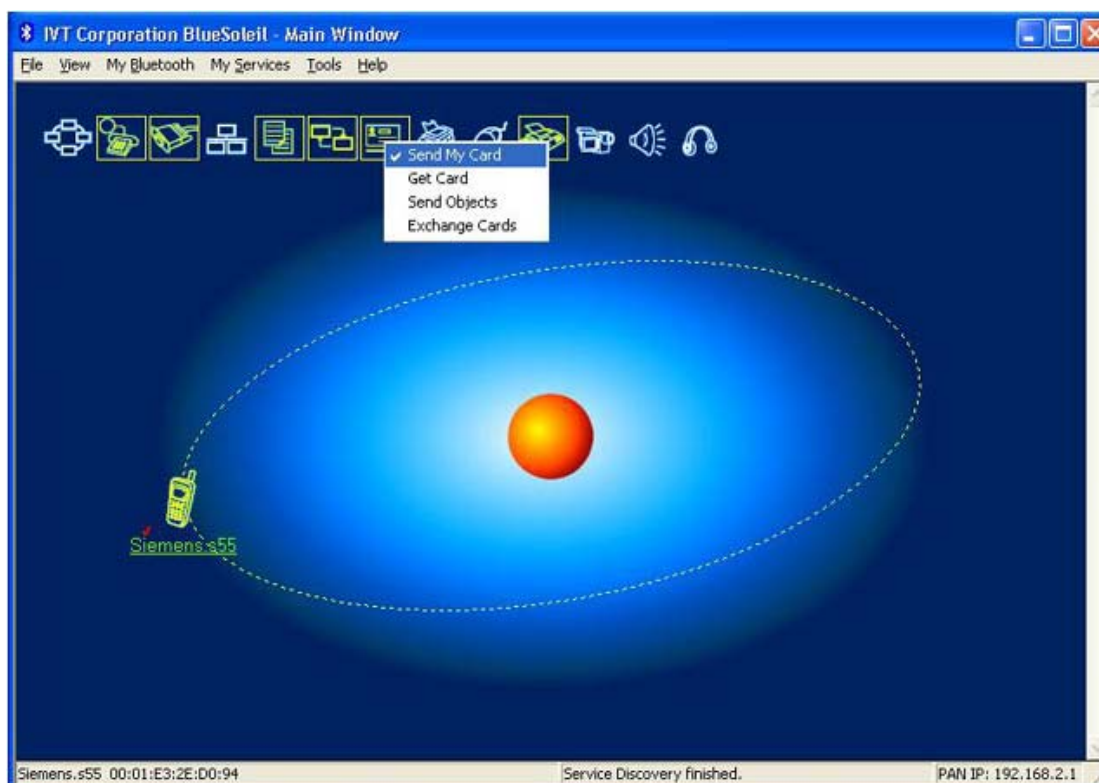 IVT Corporation BlueSoleil - Main Window
File View My Bluetooth My Services Tools Help
Send My Card
Get Card
Send Objects
Exchange Cards
Siemens.s55
Siemens.s55 00:01:E3:2E:D0:94 Service Discovery finished. PAN IP: 192.168.2.1